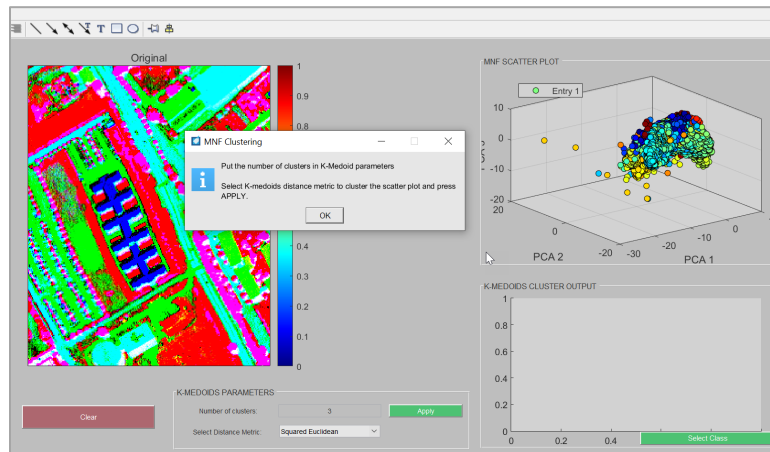 T
Original
1
0.9
0.8
0.4
0.3
0.2
0.1
0
MNF Clustering
Put the number of clusters in K-Medoid parameters
Select K-medoids distance metric to cluster the scatter plot and press
APPLY.
OK
MNF SCATTER PLOT
Entry 1
10
0
-10
-20
20
0
-20
-30
-20
-10
0
PCA 2
PCA 1
K-MEDOIDS CLUSTER OUTPUT
1
0.8
0.6
0.4
0.2
0
0
0.2
0.4
Select Class
K-MEDOIDS PARAMETERS
Number of clusters:
3
Apply
Select Distance Metric:
Squared Euclidean
Clear